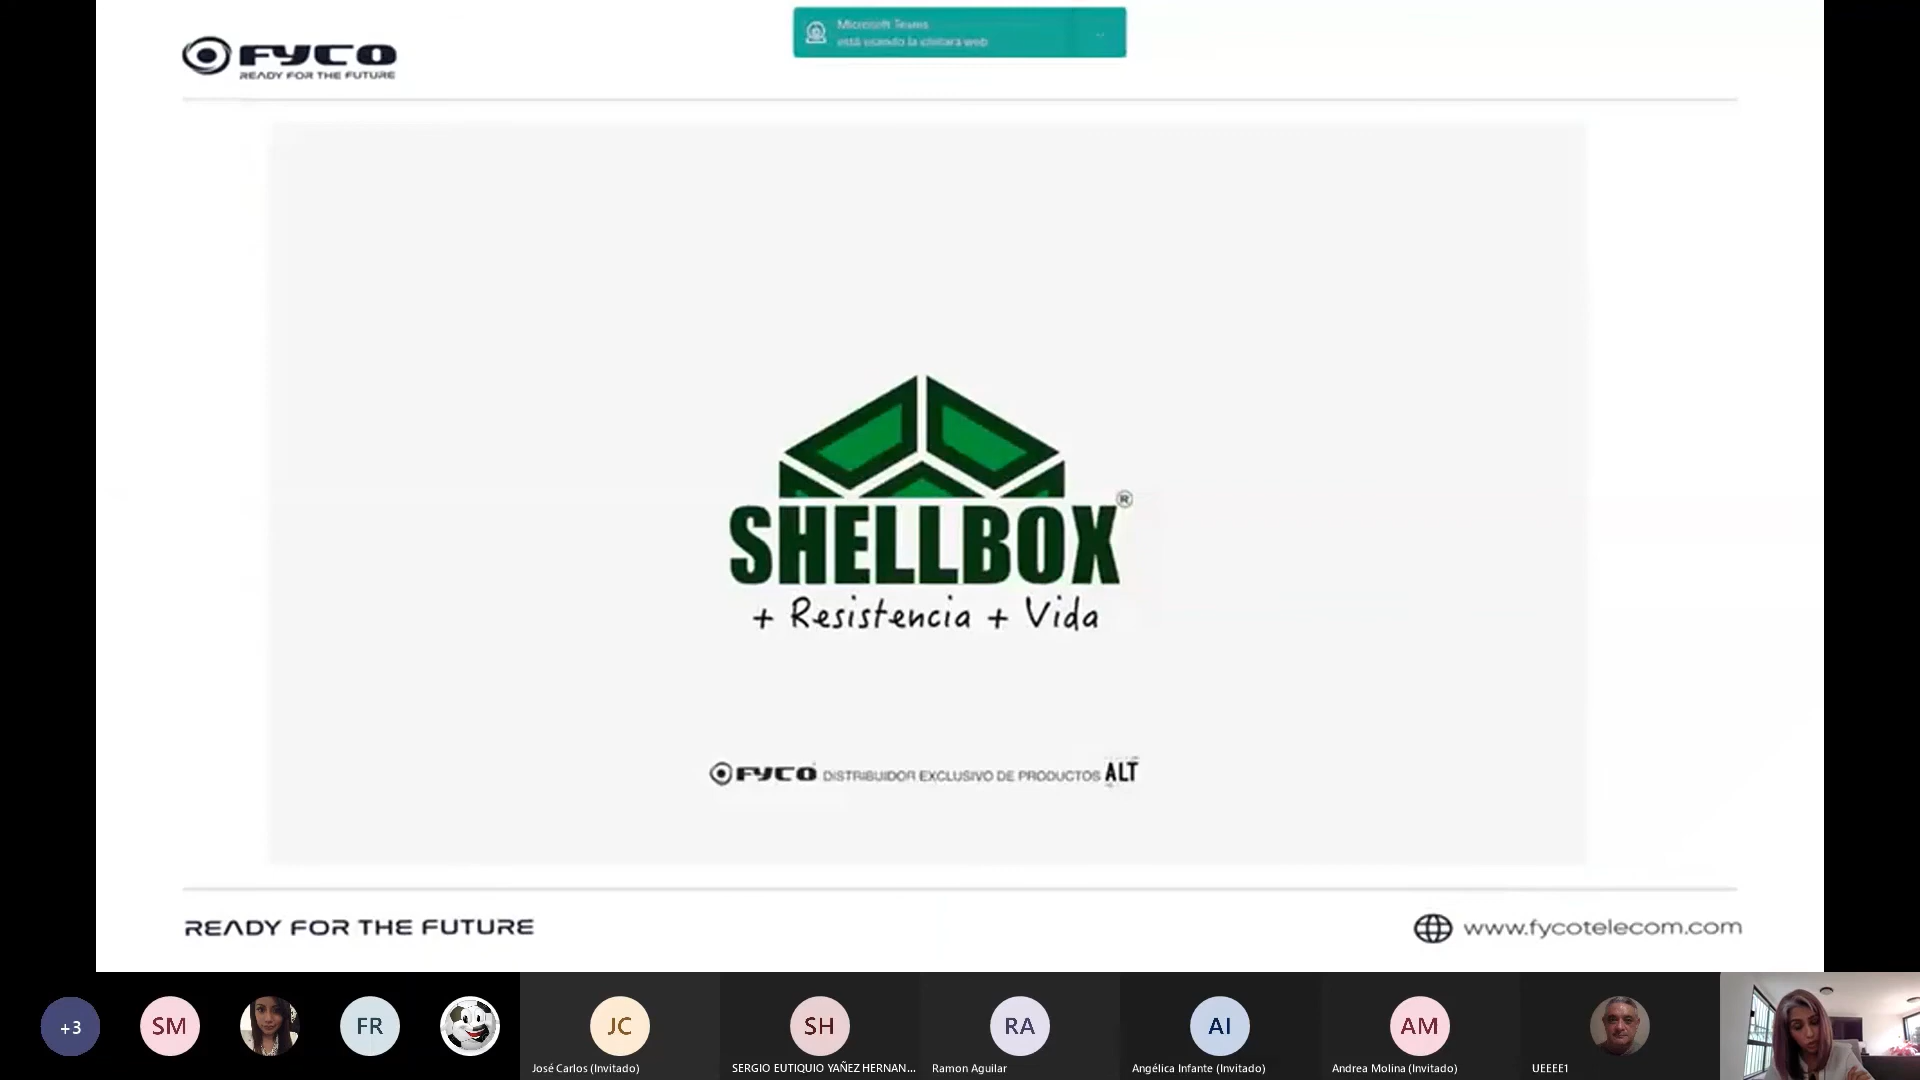 Microsoft Teams
está usando la cámara web
FYCO
READY FOR THE FUTURE
SHELLBOX®
+ Resistencia + Vida
FYCO DISTRIBUIDOR EXCLUSIVO DE PRODUCTOS ALT
READY FOR THE FUTURE
www.fycotelecom.com
+3
SM
FR
JC
SH
RA
AI
AM
José Carlos (Invitado)
SERGIO EUTIQUIO YAÑEZ HERNAN...
Ramon Aguilar
Angélica Infante (Invitado)
Andrea Molina (Invitado)
UEEEE1